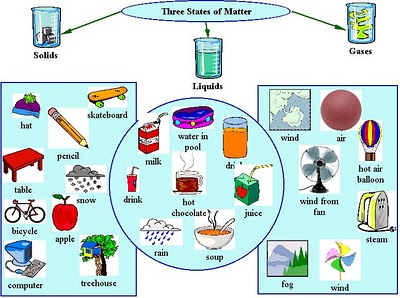 Three States of Matter
Solids
Liquids
Gases
hat
skateboard
pencil
table
snow
bicycle
apple
computer
treehouse
milk
water in
pool
drink
hot
chocolate
juice
rain
soup
wind
air
hot air
balloon
wind from
fan
steam
fog
wind